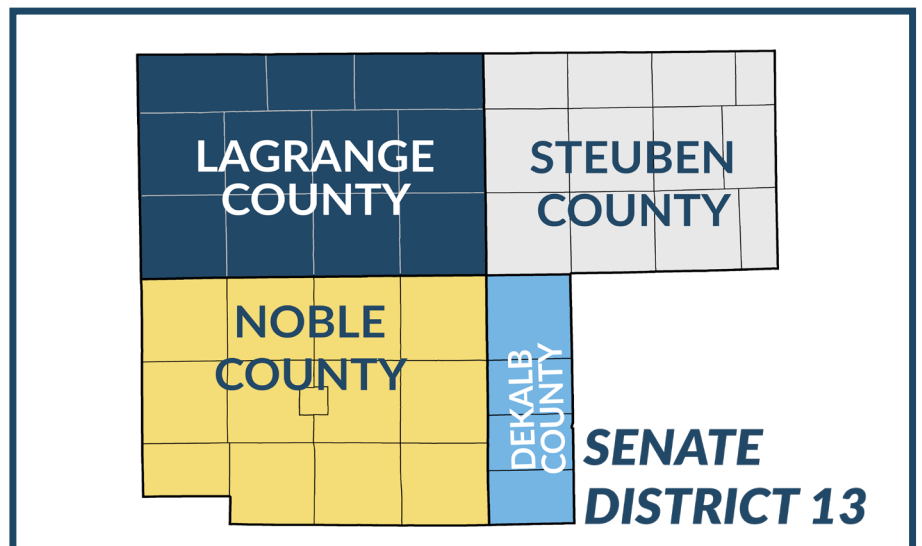 LAGRANGE
COUNTY
STEUBEN
COUNTY
NOBLE
COUNTY
DEKALB
COUNTY
SENATE
DISTRICT 13